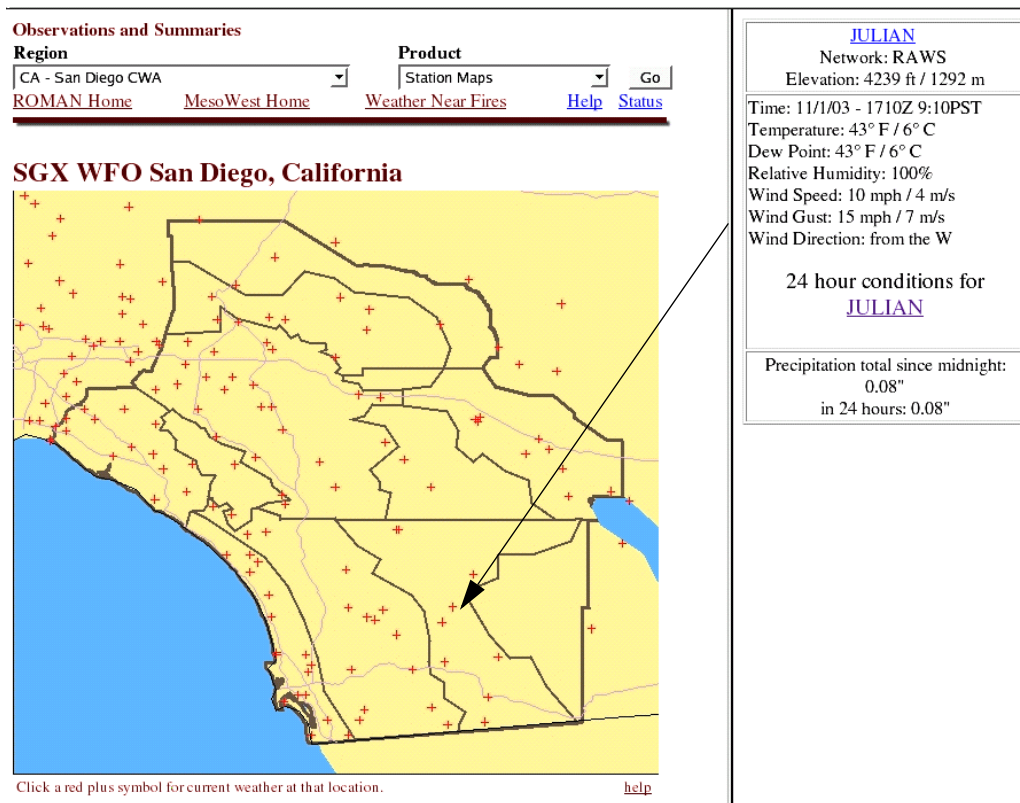 Observations and Summaries
Region
Product
CA - San Diego CWA
Station Maps
Go
ROMAN Home
MesoWest Home
Weather Near Fires
Help
Status
SGX WFO San Diego, California
Click a red plus symbol for current weather at that location.
help
JULIAN
Network: RAWS
Elevation: 4239 ft / 1292 m
Time: 11/1/03 - 1710Z 9:10PST
Temperature: 43° F / 6° C
Dew Point: 43° F / 6° C
Relative Humidity: 100%
Wind Speed: 10 mph / 4 m/s
Wind Gust: 15 mph / 7 m/s
Wind Direction: from the W
24 hour conditions for
JULIAN
Precipitation total since midnight:
0.08"
in 24 hours: 0.08"